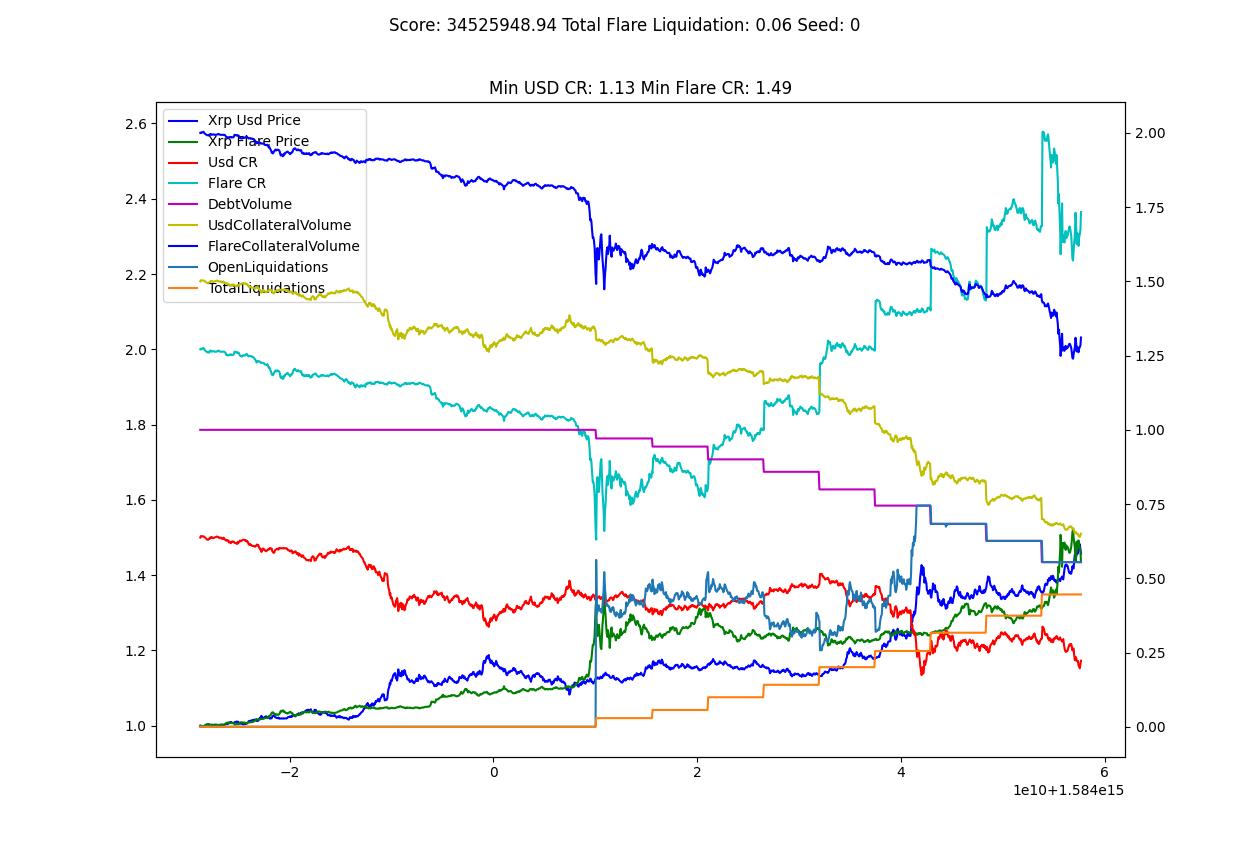 Score: 34525948.94 Total Flare Liquidation: 0.06 Seed: 0
Min USD CR: 1.13 Min Flare CR: 1.49
Xrp Usd Price
Xrp Flare Price
Usd CR
Flare CR
DebtVolume
UsdCollateralVolume
FlareCollateralVolume
OpenLiquidations
TotalLiquidations
2.6
2.4
2.2
2.0
1.8
1.6
1.4
1.2
1.0
2.00
1.75
1.50
1.25
1.00
0.75
0.50
0.25
0.00
−2 0 2 4 6
1e10+1.584e15